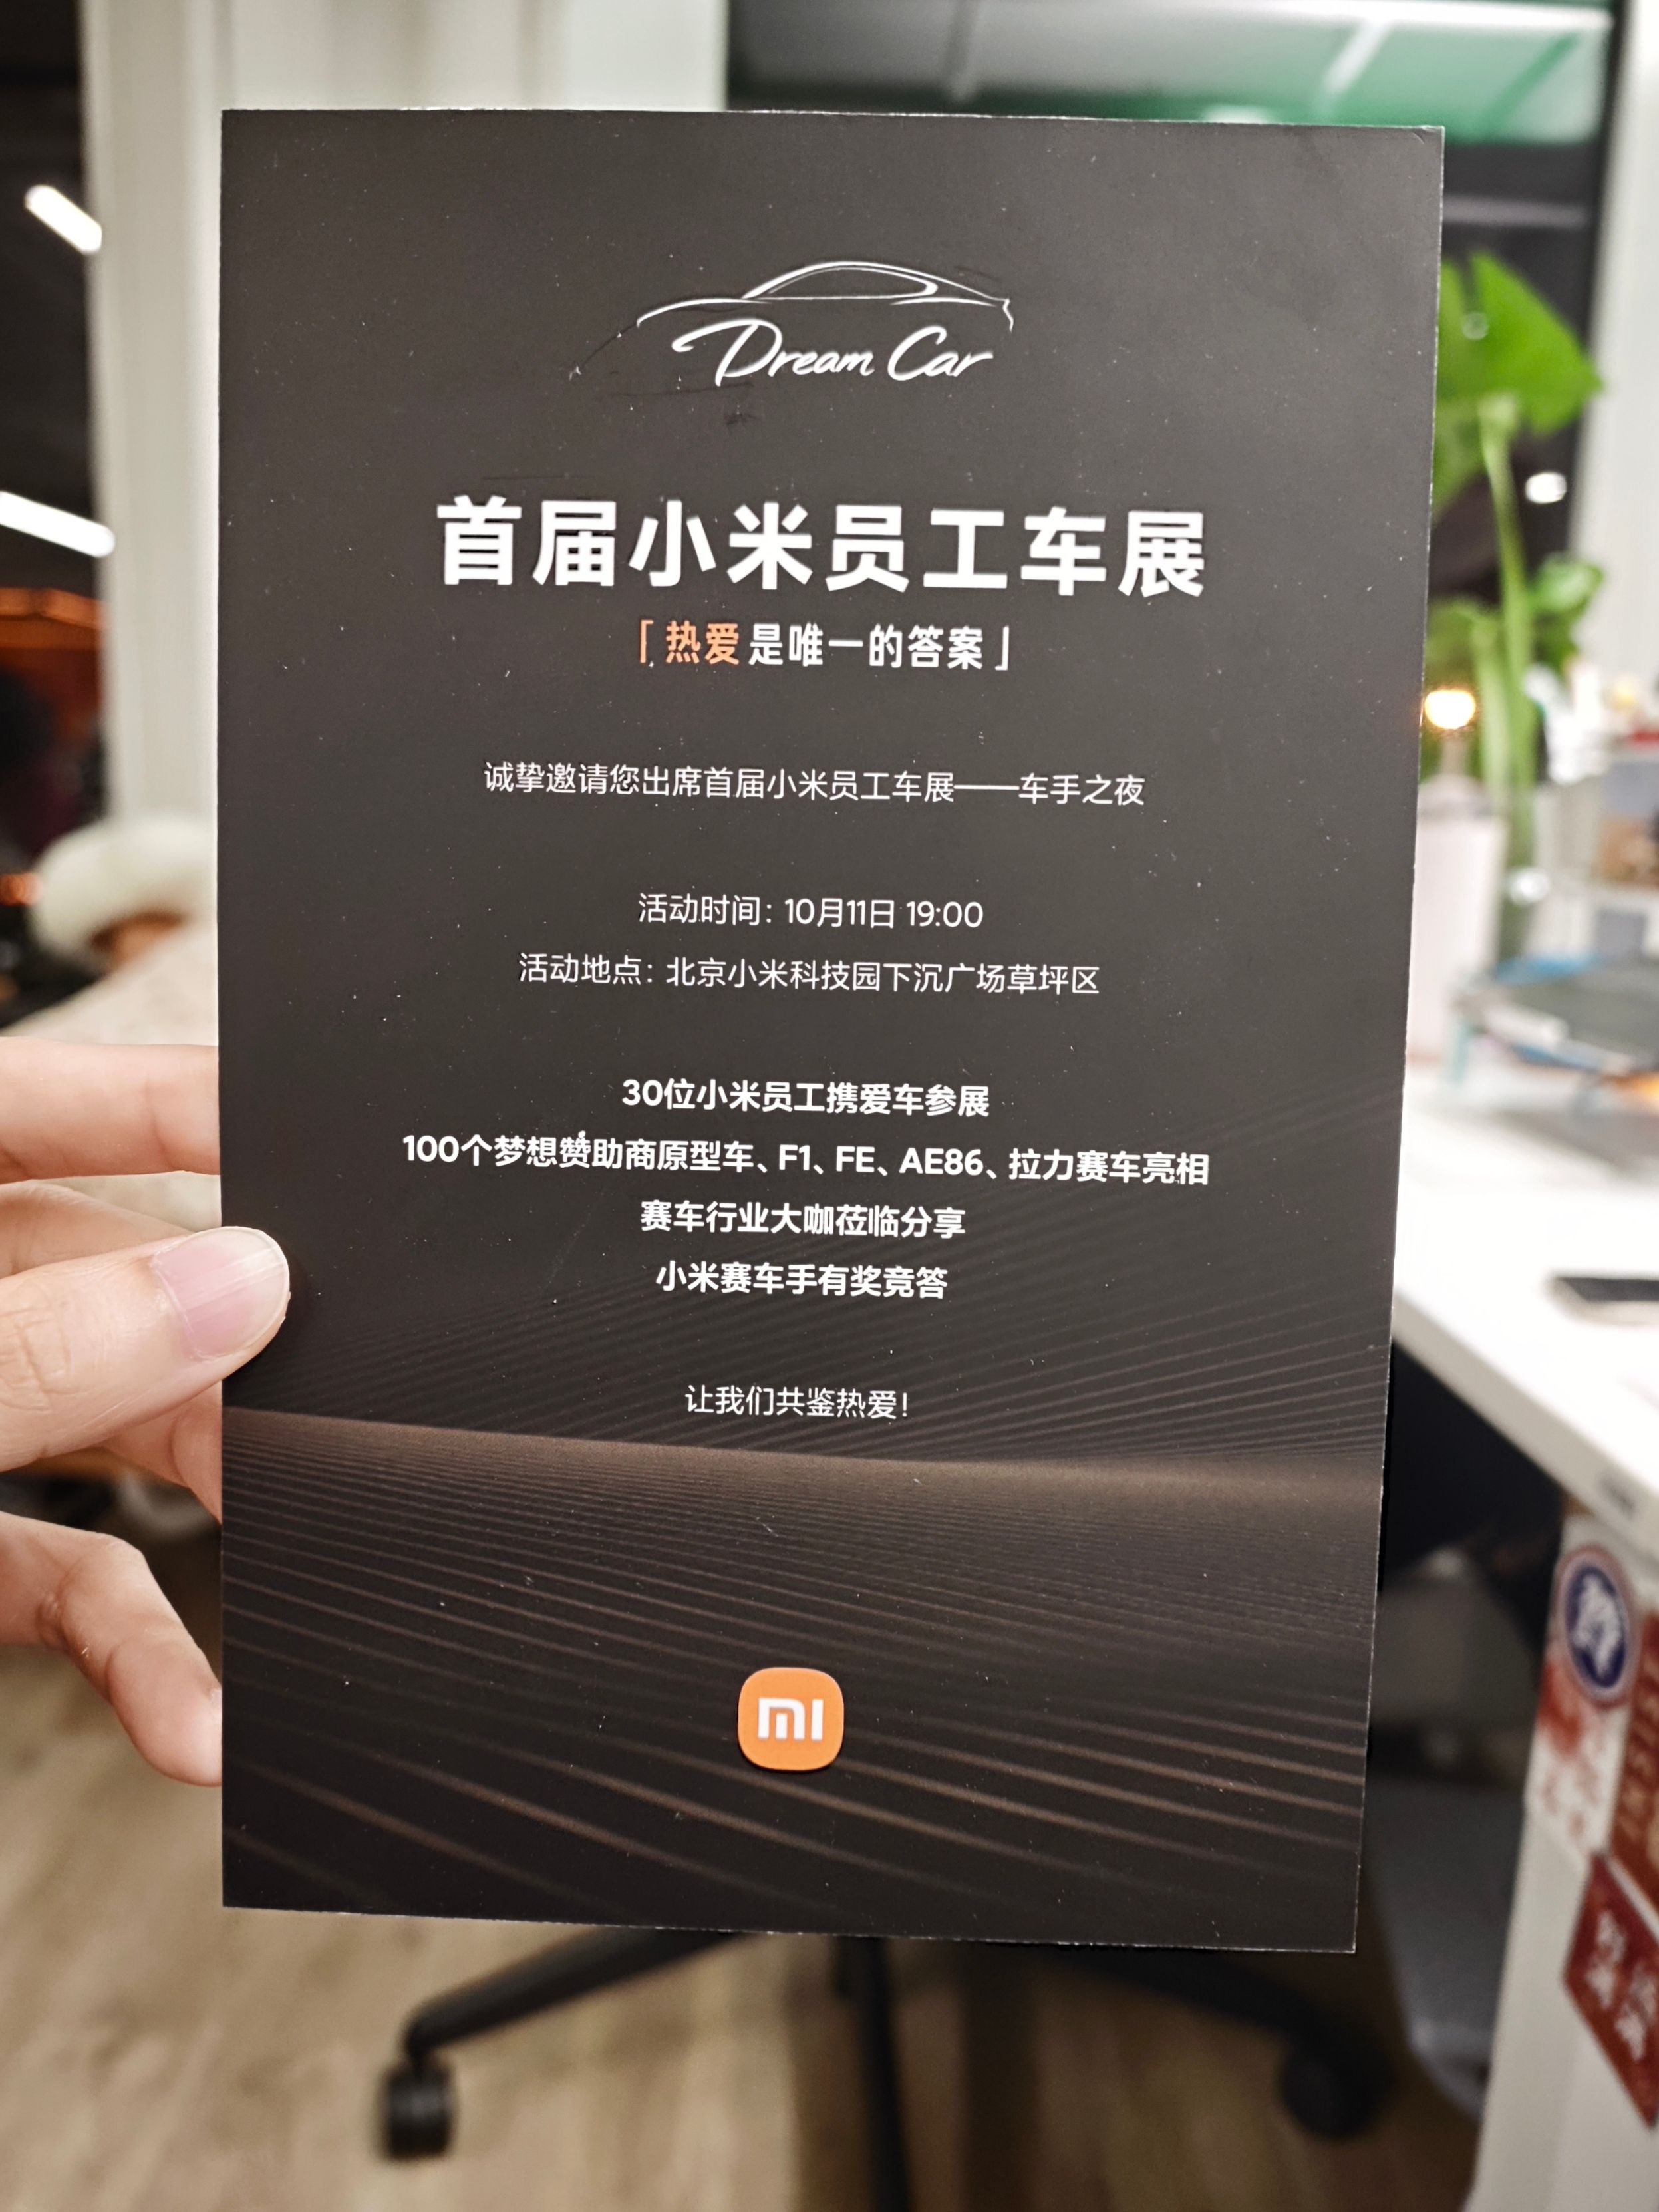 Dream Car
首届小米员工车展
「热爱是唯一的答案」
诚挚邀请您出席首届小米员工车展——车手之夜
活动时间：10月11日 19:00
活动地点：北京小米科技园下沉广场草坪区
30位小米员工携爱车参展
100个梦想赞助商原型车、F1、FE、AE86、拉力赛车亮相
赛车行业大咖莅临分享
小米赛车手有奖竞答
让我们共鉴热爱！
mi